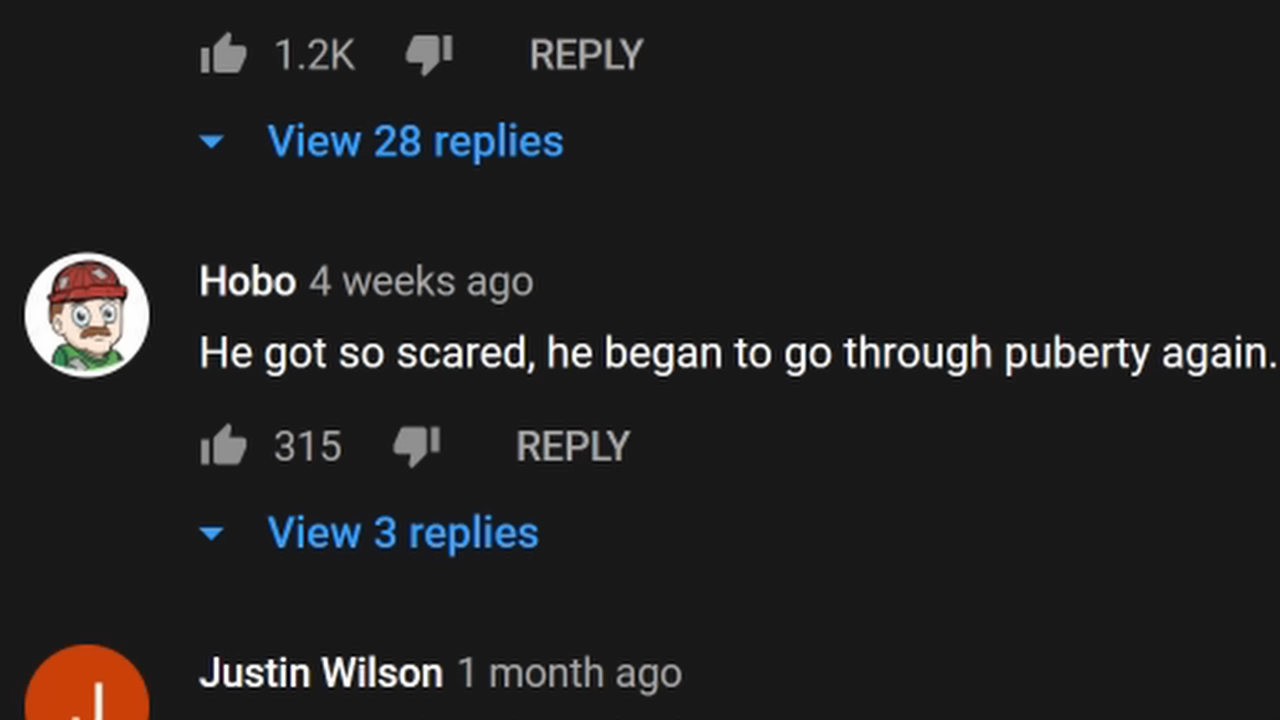 1.2K REPLY
View 28 replies
Hobo 4 weeks ago
He got so scared, he began to go through puberty again.
315 REPLY
View 3 replies
Justin Wilson 1 month ago
J